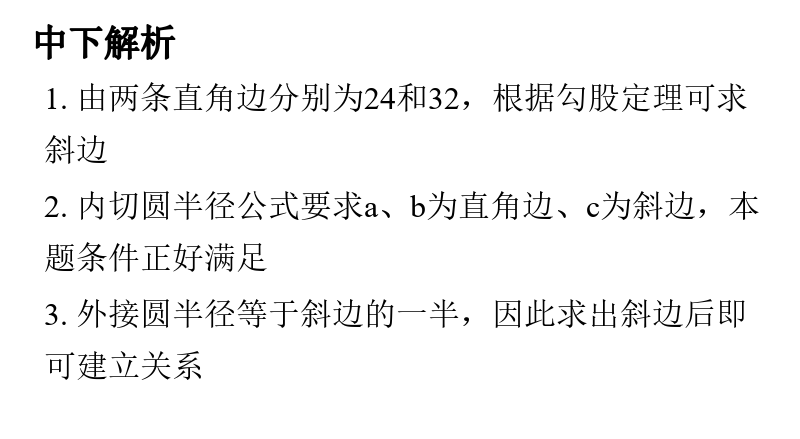 中下解析
1. 由两条直角边分别为24和32，根据勾股定理可求
斜边
2. 内切圆半径公式要求a、b为直角边、c为斜边，本
题条件正好满足
3. 外接圆半径等于斜边的一半，因此求出斜边后即
可建立关系